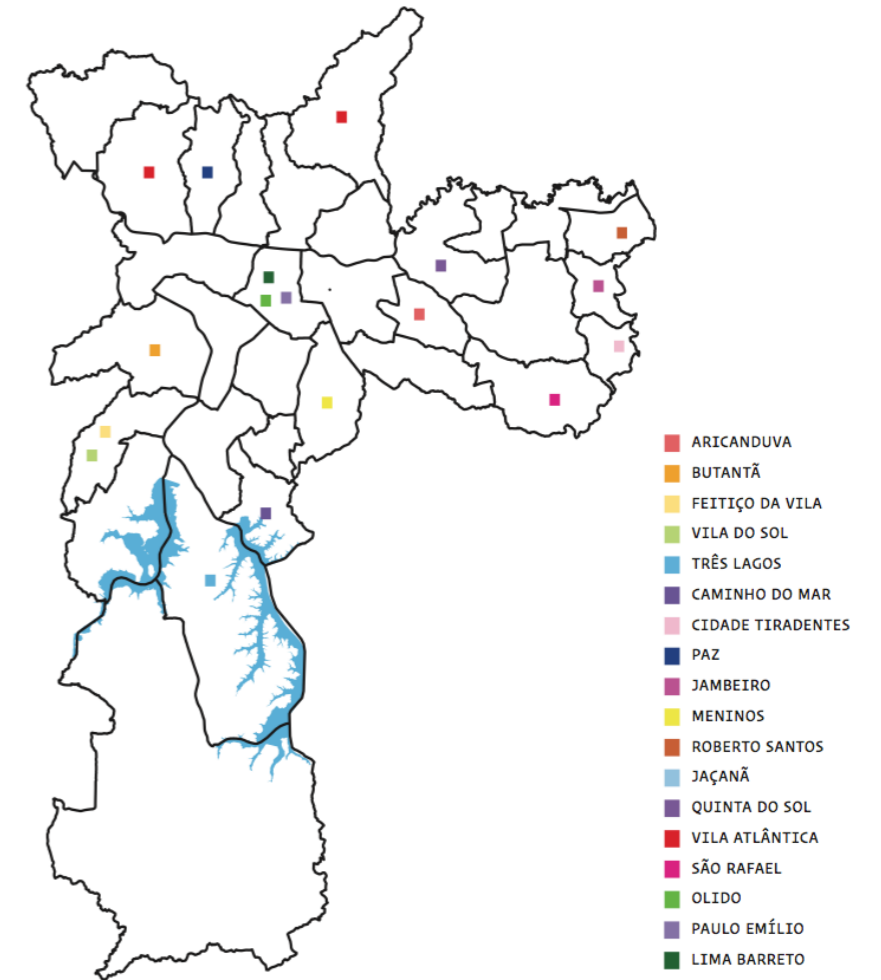 ARICANDUVA
BUTANTÃ
FEITIÇO DA VILA
VILA DO SOL
TRÊS LAGOS
CAMINHO DO MAR
CIDADE TIRADENTES
PAZ
JAMBEIRO
MENINOS
ROBERTO SANTOS
JAÇANÃ
QUINTA DO SOL
VILA ATLÂNTICA
SÃO RAFAEL
OLIDO
PAULO EMÍLIO
LIMA BARRETO